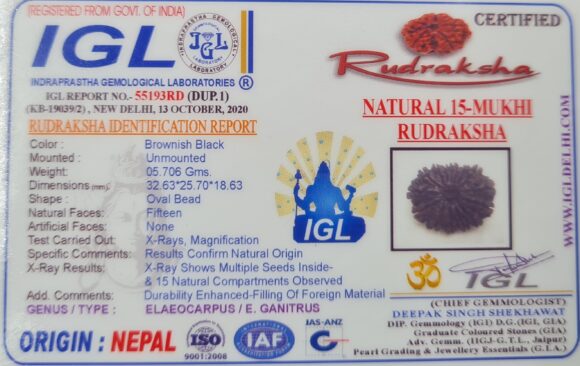 (REGISTERED FROM GOVT. OF INDIA)
IGL
INDRAPRASTHA GEMOLOGICAL LABORATORY
IGL
INDRAPRASTHA GEMOLOGICAL LABORATORIES ®
IGL REPORT NO.- 55193RD (DUP.1)
(KB-19039/2) , NEW DELHI, 13 OCTOBER, 2020
RUDRAKSHA IDENTIFICATION REPORT
Color : Brownish Black
Mounted : Unmounted
Weight: 05.706 Gms.
Dimensions (mm): 32.63*25.70*18.63
Shape : Oval Bead
Natural Faces: Fifteen
Artificial Faces: None
Test Carried Out: X-Rays, Magnification
Specific Comments: Results Confirm Natural Origin
X-Ray Results: X-Ray Shows Multiple Seeds Inside-
& 15 Natural Compartments Observed
Add. Comments: Durability Enhanced-Filling Of Foreign Material
GENUS / TYPE : ELAEOCARPUS / E. GANITRUS
ORIGIN : NEPAL
ISO
9001:2008
IAF
JAS-ANZ
IGL
CERTIFIED
Rudraksha
NATURAL 15-MUKHI
RUDRAKSHA
WWW.IGLDELHI.COM
ॐ
IGL
(CHIEF GEMMOLOGIST)
DEEPAK SINGH SHEKHAWAT
DIP. Gemmology (IGI) D.G.(IGI, GIA)
Graduate Coloured Stones (GIA)
Adv. Gemm. (IIGJ-G.T.L., Jaipur)
Pearl Grading & Jewellery Essentials (G.I.A.)